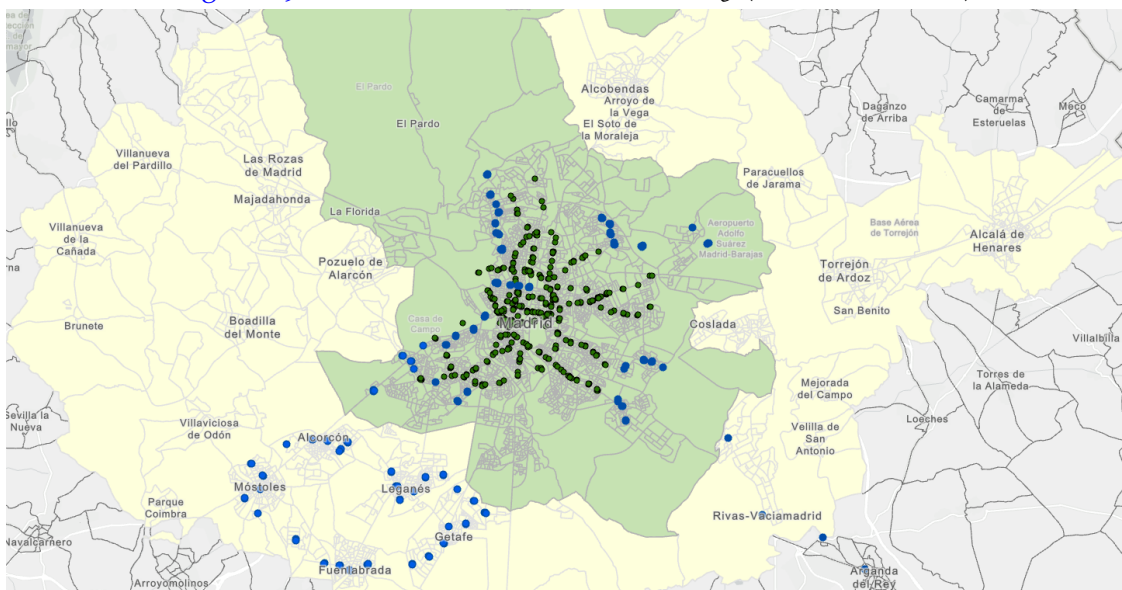 El Pardo
Alcobendas
Arroyo de
la Vega
El Soto de
la Moraleja
El Pardo
Daganzo
de Arriba
Camarma
de
Esteruelas
Meco
Villanueva
del Pardillo
Las Rozas
de Madrid
Paracuellos
de Jarama
Majadahonda
La Florida
Villanueva
de la
Cañada
Aeropuerto
Adolfo
Suárez
Madrid-Barajas
Base Aérea
de Torrejón
Alcalá de
Henares
Pozuelo de
Alarcón
Torrejón
de Ardoz
San Benito
Casa de
Campo
Madrid
Coslada
Brunete
Boadilla
del Monte
Villalbilla
Torres de
la Alameda
Mejorada
del Campo
Sevilla la
Nueva
Villaviciosa
de Odón
Loeches
Velilla de
San
Antonio
Alcorcón
Móstoles
Leganés
Parque
Coimbra
Rivas-Vaciamadrid
Getafe
Navalcarnero
Fuenlabrada
Arroyomolinos
Arganda
del Rey